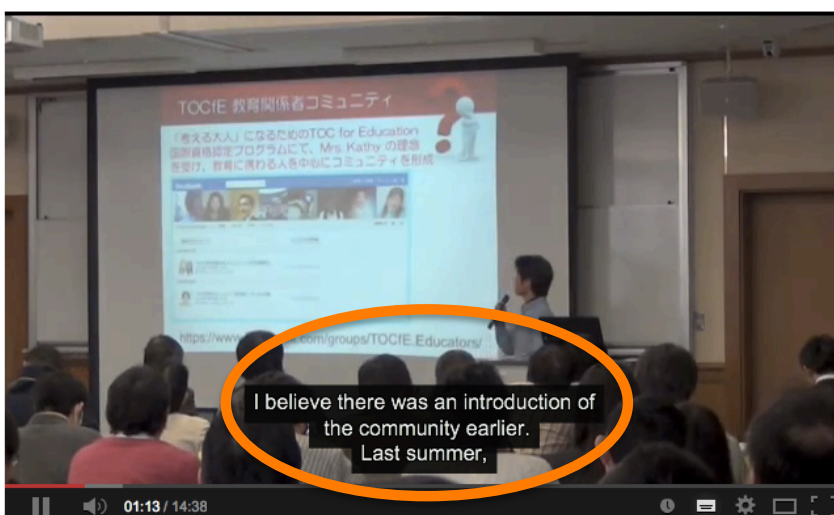 TOCfE 教育関係者コミュニティ
「考える大人」になるためのTOC for Education
国際資格認定プログラムにて、Mrs. Kathy の理念
を受け、教育に携わる人を中心にコミュニティを形成
https://www. .com/groups/TOCfE.Educators/
I believe there was an introduction of
the community earlier.
Last summer,
01:13 / 14:38